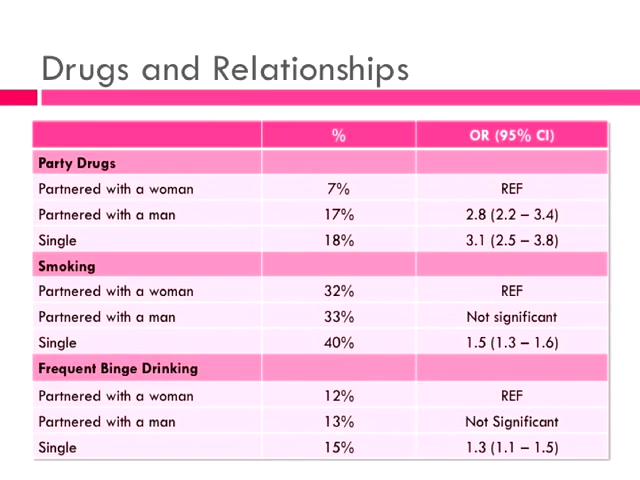 Drugs and Relationships
% OR (95% CI)
Party Drugs
Partnered with a woman 7% REF
Partnered with a man 17% 2.8 (2.2 – 3.4)
Single 18% 3.1 (2.5 – 3.8)
Smoking
Partnered with a woman 32% REF
Partnered with a man 33% Not significant
Single 40% 1.5 (1.3 – 1.6)
Frequent Binge Drinking
Partnered with a woman 12% REF
Partnered with a man 13% Not Significant
Single 15% 1.3 (1.1 – 1.5)